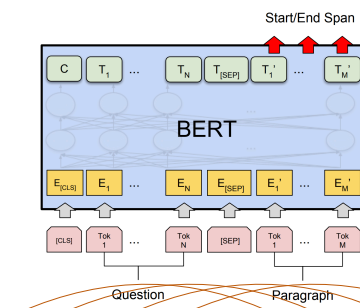 Start/End Span
C T1 ... TN T[SEP] T1' ... TM'
BERT
E[CLS] E1 ... EN E[SEP] E1' ... EM'
[CLS] Tok 1 ... Tok N [SEP] Tok 1 ... Tok M
Question Paragraph